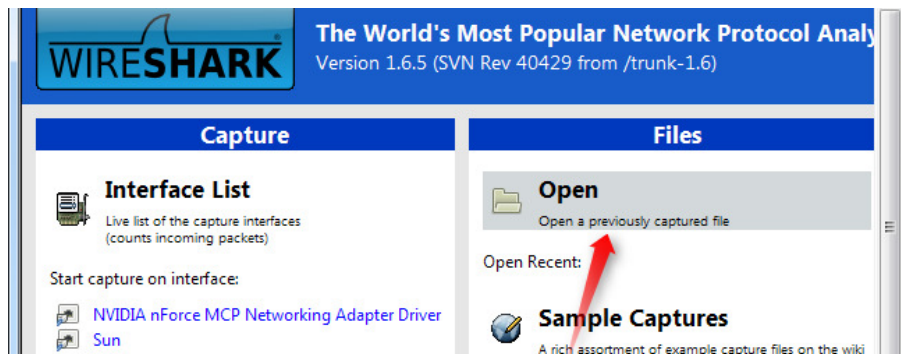 WIRESHARK
The World's Most Popular Network Protocol Analy
Version 1.6.5 (SVN Rev 40429 from /trunk-1.6)
Capture
Interface List
Live list of the capture interfaces
(counts incoming packets)
Start capture on interface:
NVIDIA nForce MCP Networking Adapter Driver
Sun
Files
Open
Open a previously captured file
Open Recent:
Sample Captures
A rich assortment of example capture files on the wiki